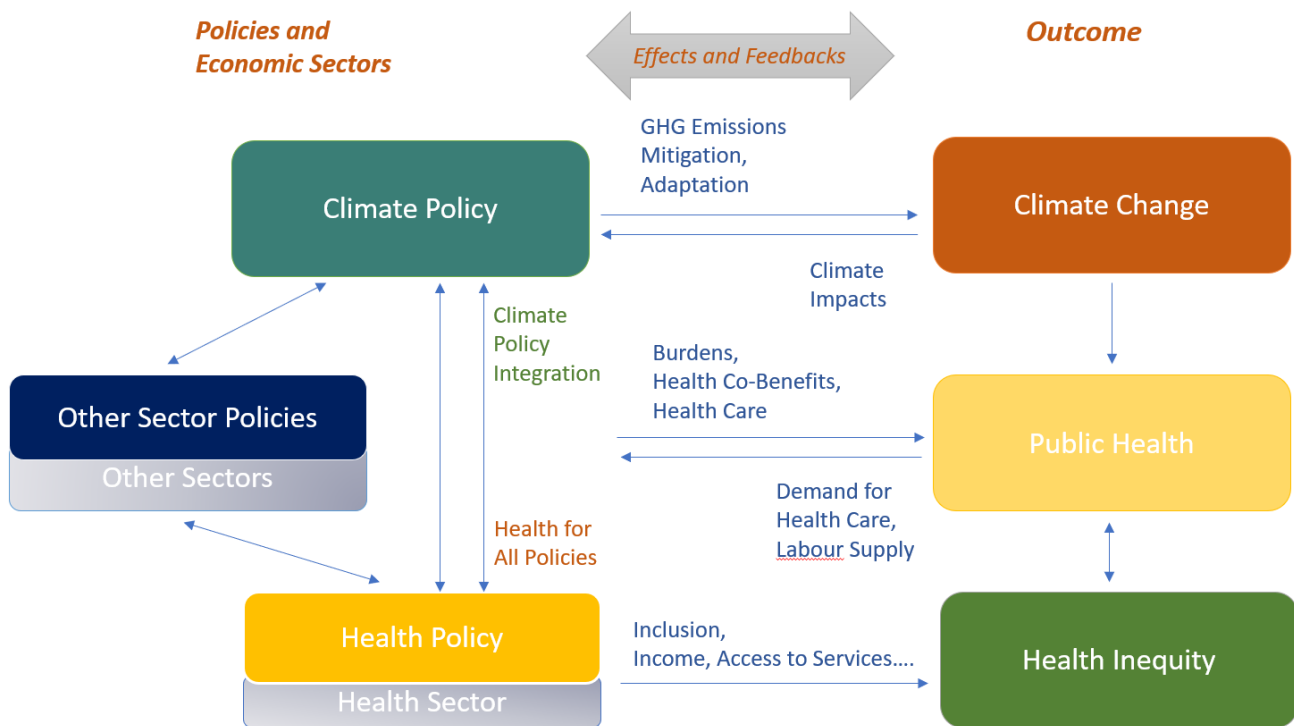 Policies and
Economic Sectors
Effects and Feedbacks
Outcome
GHG Emissions
Mitigation,
Adaptation
Climate Policy
Climate Change
Climate
Impacts
Climate
Policy
Integration
Burdens,
Health Co-Benefits,
Health Care
Other Sector Policies
Other Sectors
Public Health
Demand for
Health Care,
Labour Supply
Health for
All Policies
Health Policy
Health Sector
Inclusion,
Income, Access to Services....
Health Inequity